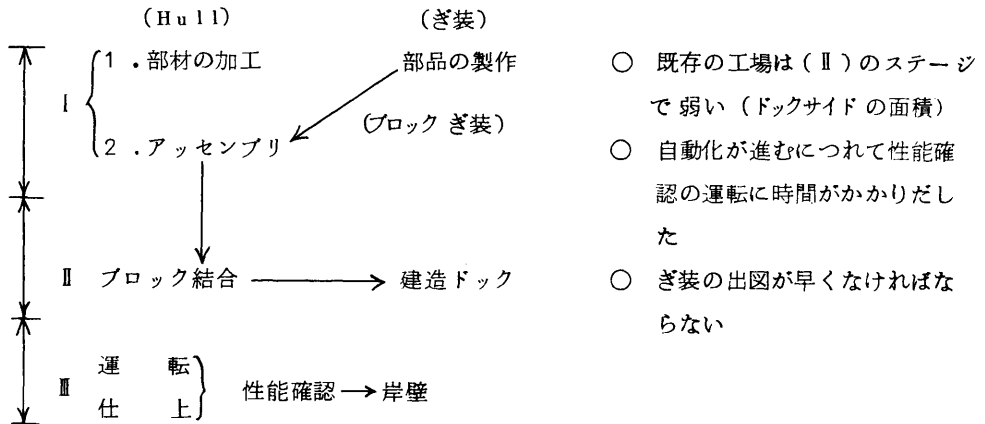 (Hull)
(ぎ装)
Ⅰ
1.部材の加工
部品の製作
(ブロックぎ装)
2.アッセンブリ
Ⅱ ブロック結合
建造ドック
Ⅲ
運転
仕上
性能確認
岸壁
○ 既存の工場は(Ⅱ)のステージ
で弱い(ドックサイドの面積)
○ 自動化が進むにつれて性能確
認の運転に時間がかかりだし
た
○ ぎ装の出図が早くなければな
らない